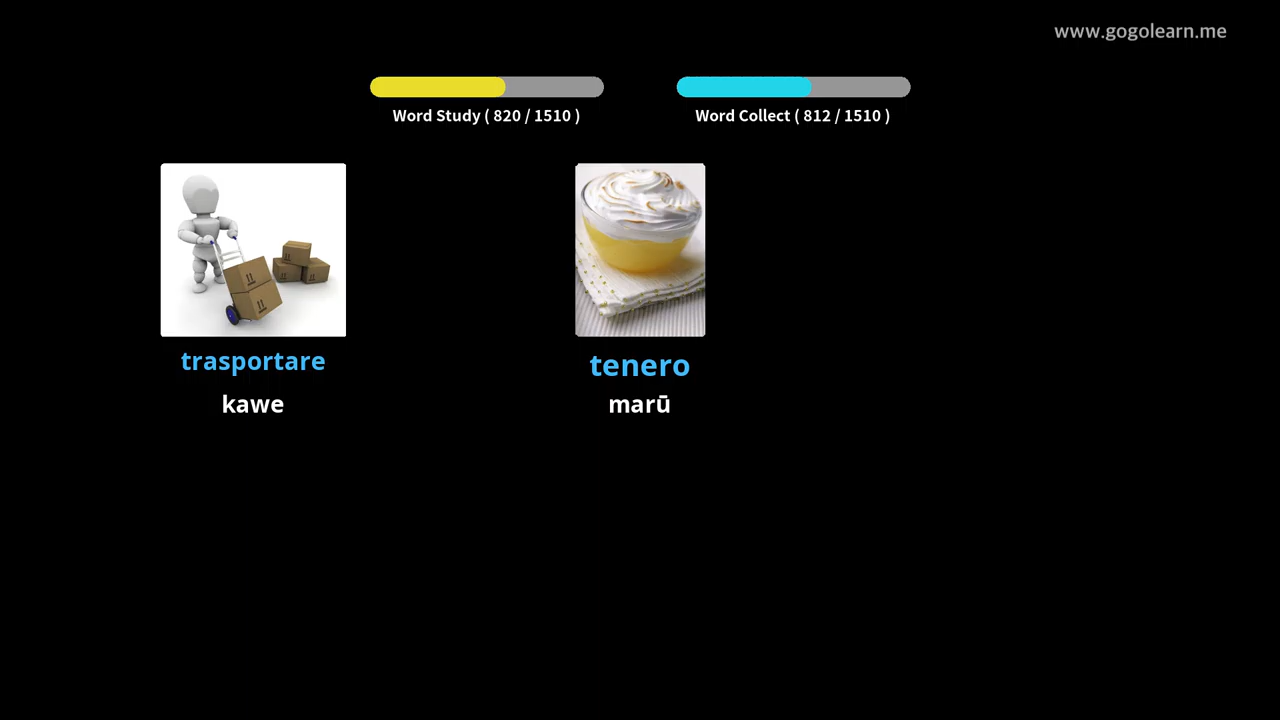 www.gogolearn.me
Word Study ( 820 / 1510 )
Word Collect ( 812 / 1510 )
trasportare
kawe
tenero
marū